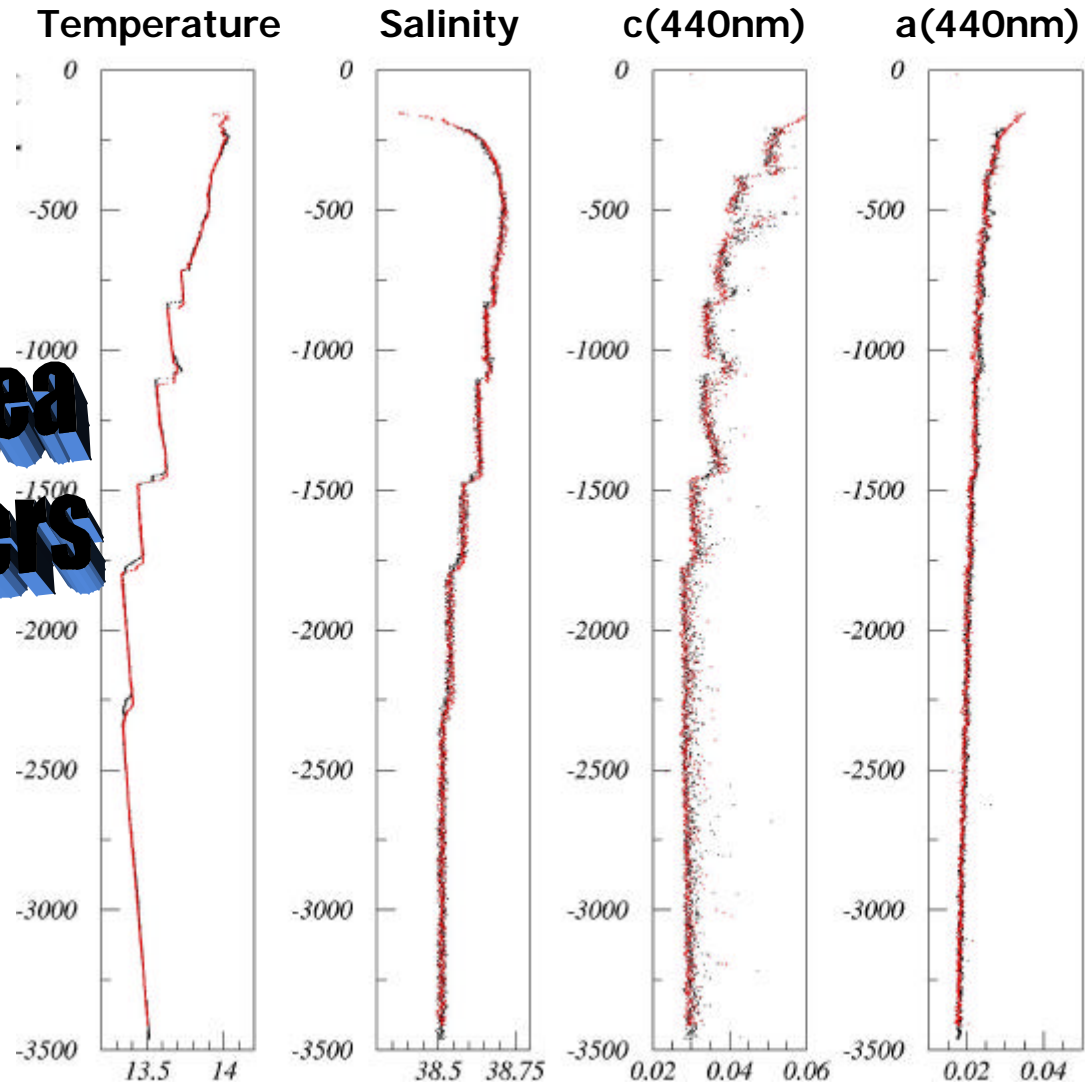 Temperature Salinity c(440nm) a(440nm)
0 0 0 0
-500 -500 -500 -500
-1000 -1000 -1000 -1000
ea
-1500 -1500 -1500 -1500
ers
-2000 -2000 -2000 -2000
-2500 -2500 -2500 -2500
-3000 -3000 -3000 -3000
-3500 -3500 -3500 -3500
13.5 14 38.5 38.75 0.02 0.04 0.06 0.02 0.04